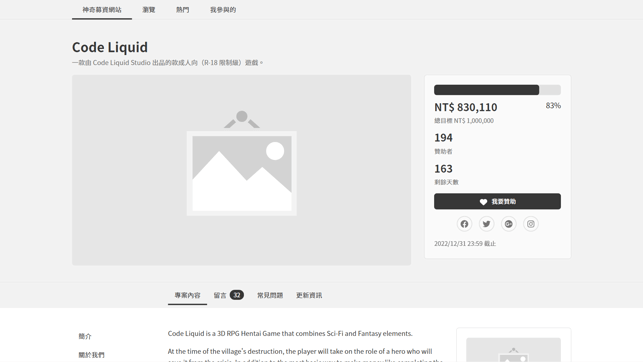 神奇募資網站 瀏覽 熱門 我參與的
Code Liquid
一款由 Code Liquid Studio 出品的款成人向（R-18 限制級）遊戲。
NT$ 830,110 83%
總目標 NT$ 1,000,000
194
贊助者
163
剩餘天數
我要贊助
2022/12/31 23:59 截止
專案內容 留言 32 常見問題 更新資訊
簡介
關於我們
Code Liquid is a 3D RPG Hentai Game that combines Sci-Fi and Fantasy elements.
At the time of the village's destruction, the player will take on the role of a hero who will